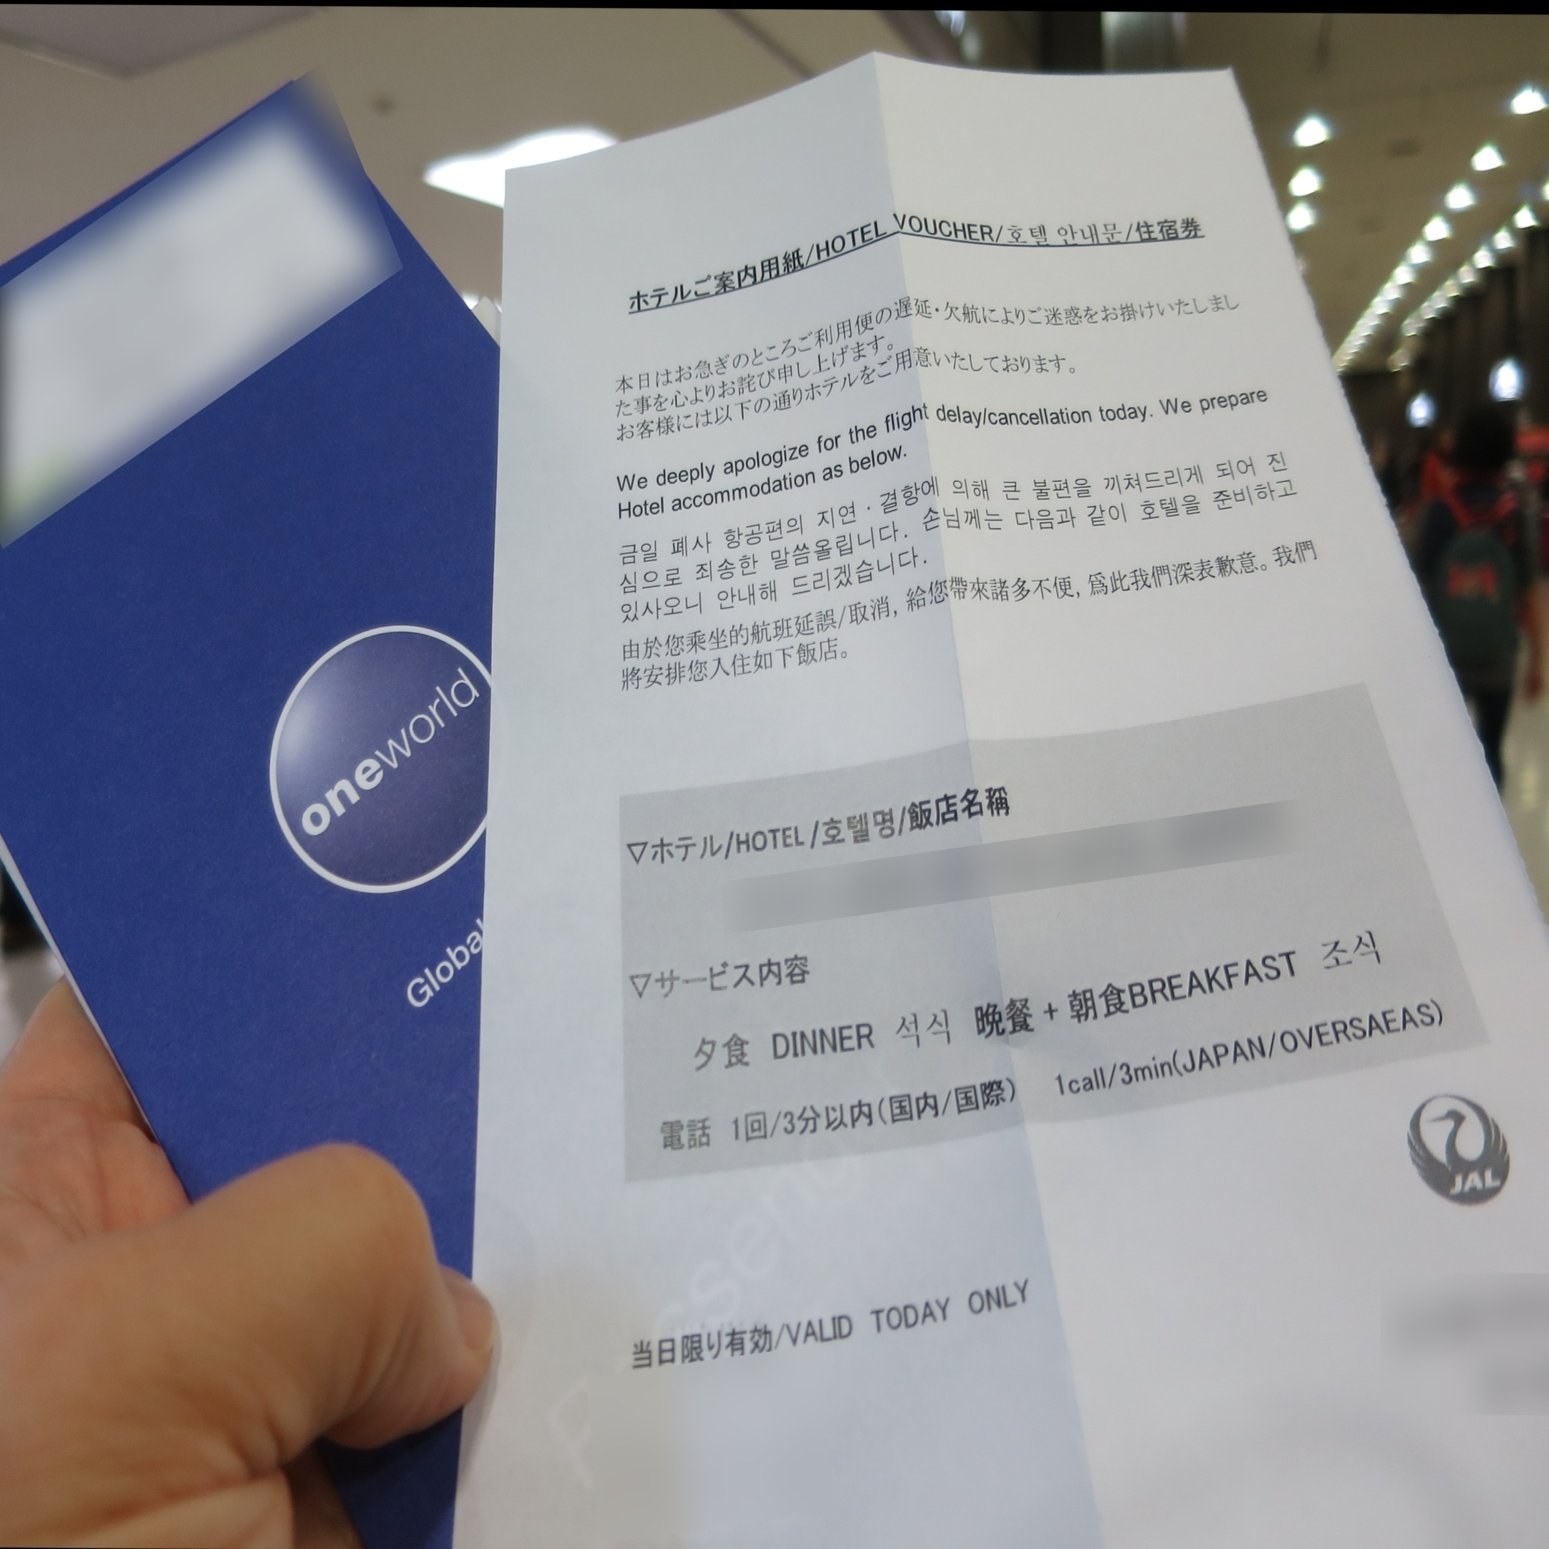 oneworld
Global
ホテルご案内用紙/HOTEL VOUCHER/호텔 안내문/住宿券
本日はお急ぎのところご利用便の遅延・欠航によりご迷惑をお掛けいたしまし
た事を心よりお詫び申し上げます。
お客様には以下の通りホテルをご用意いたしております。
We deeply apologize for the flight delay/cancellation today. We prepare
Hotel accommodation as below.
금일 폐사 항공편의 지연 · 결항에 의해 큰 불편을 끼쳐드리게 되어 진
심으로 죄송한 말씀올립니다. 손님께는 다음과 같이 호텔을 준비하고
있사오니 안내해 드리겠습니다.
由於您乘坐的航班延誤/取消, 給您帶來諸多不便, 爲此我們深表歉意。我們
將安排您入住如下飯店。
▽ホテル/HOTEL/호텔명/飯店名稱
▽サービス内容
夕食 DINNER 석식 晩餐 + 朝食BREAKFAST 조식
電話 1回/3分以内(国内/国際) 1call/3min(JAPAN/OVERSAEAS)
JAL
当日限り有効/VALID TODAY ONLY